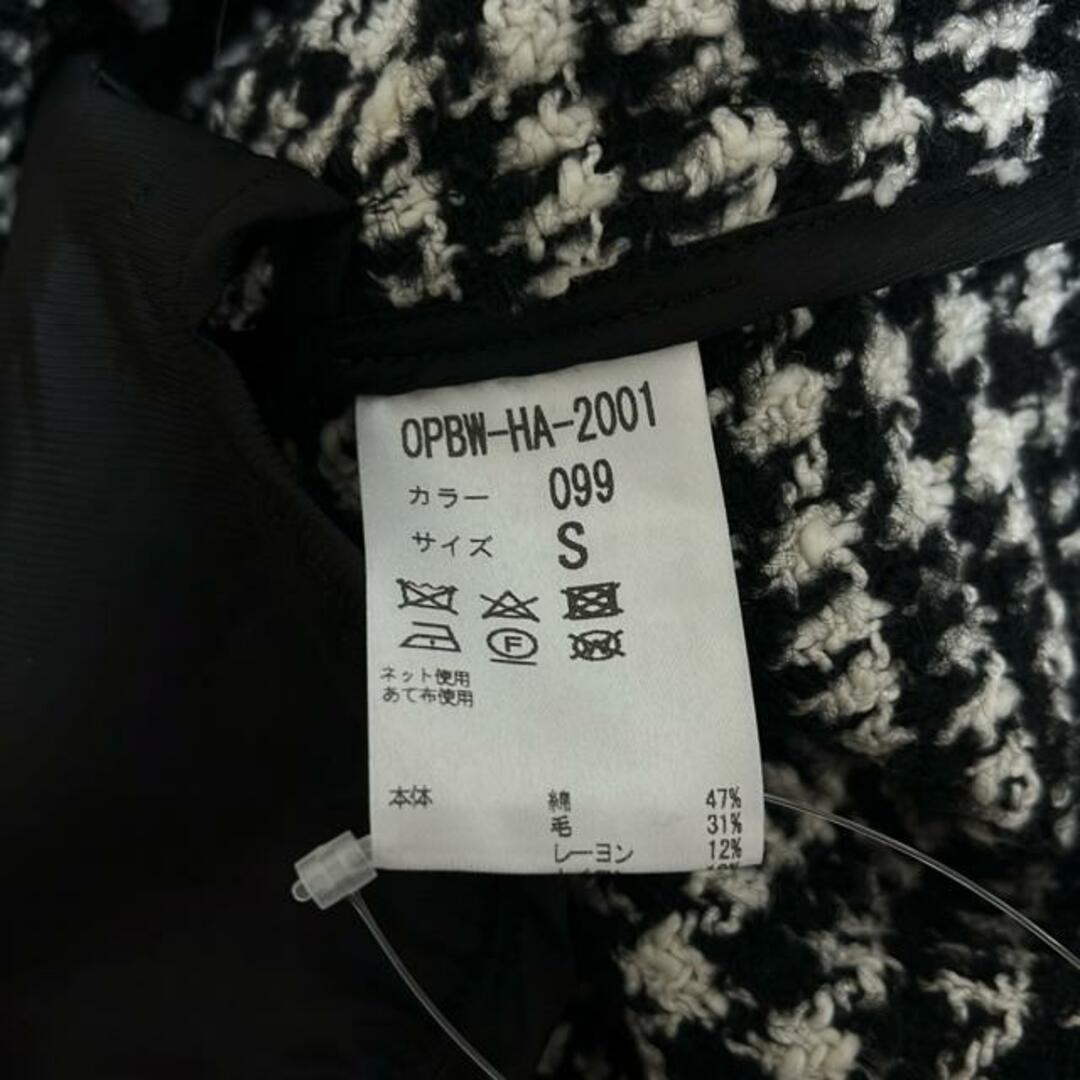 OPBW-HA-2001
カラー 099
サイズ S
F
W
ネット使用
あて布使用
本体 綿 47%
毛 31%
レーヨン 12%